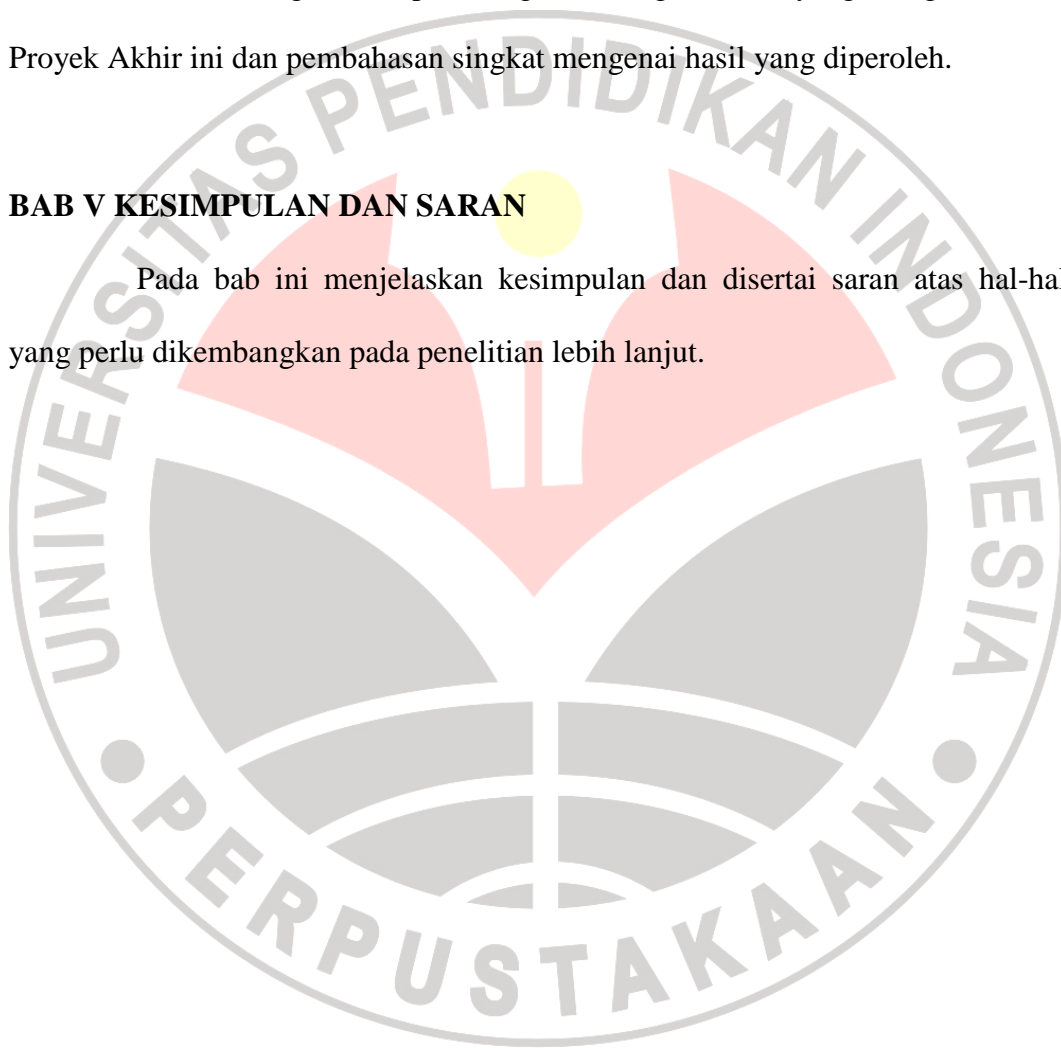 Proyek Akhir ini dan pembahasan singkat mengenai hasil yang diperoleh.
BAB V KESIMPULAN DAN SARAN
Pada bab ini menjelaskan kesimpulan dan disertai saran atas hal-hal
yang perlu dikembangkan pada penelitian lebih lanjut.
UNIVERSITAS PENDIDIKAN INDONESIA
PERPUSTAKAAN